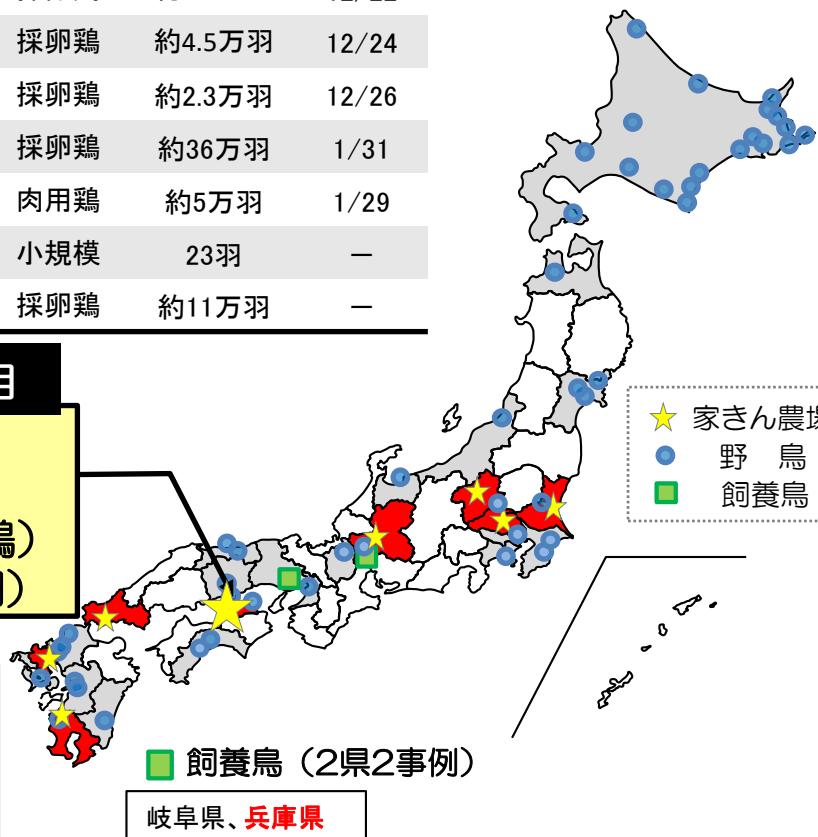 採卵鶏 約4.5万羽 12/24
採卵鶏 約2.3万羽 12/26
採卵鶏 約36万羽 1/31
肉用鶏 約5万羽 1/29
小規模 23羽 －
採卵鶏 約11万羽 －
家きん農場
野 鳥
飼養鳥
飼養鳥（2県2事例）
岐阜県、兵庫県